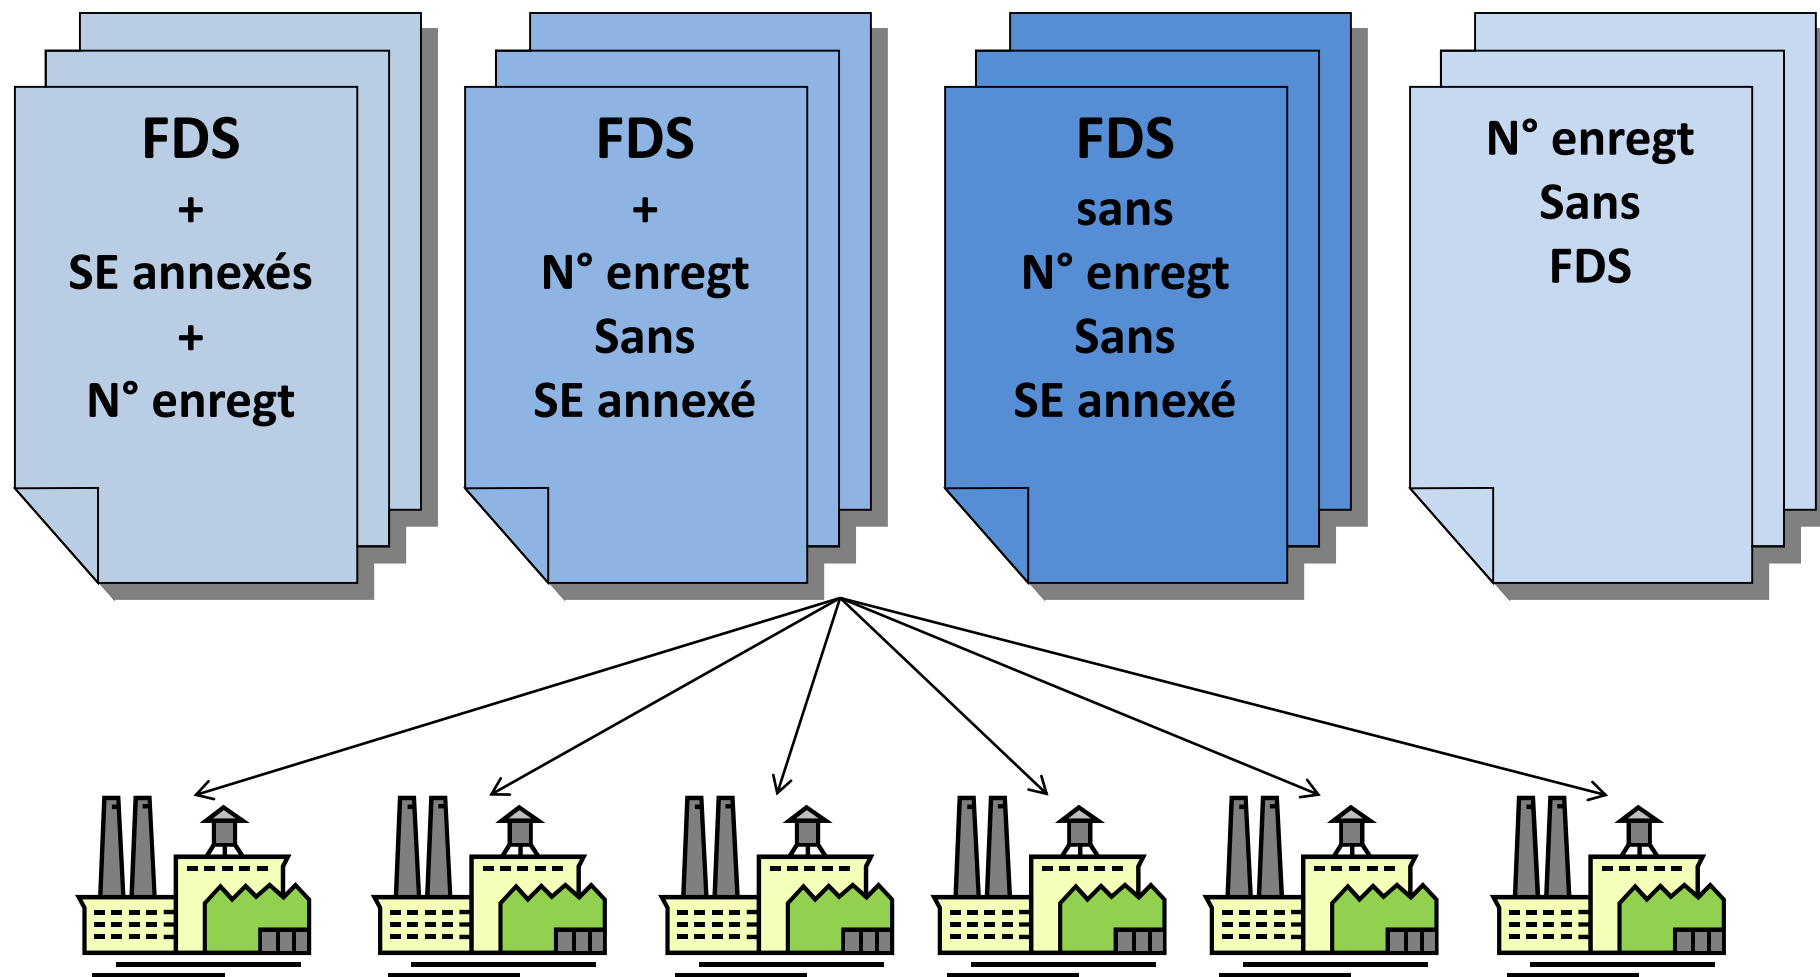 FDS
+
SE annexés
+
N° enregt
FDS
+
N° enregt
Sans
SE annexé
FDS
sans
N° enregt
Sans
SE annexé
N° enregt
Sans
FDS